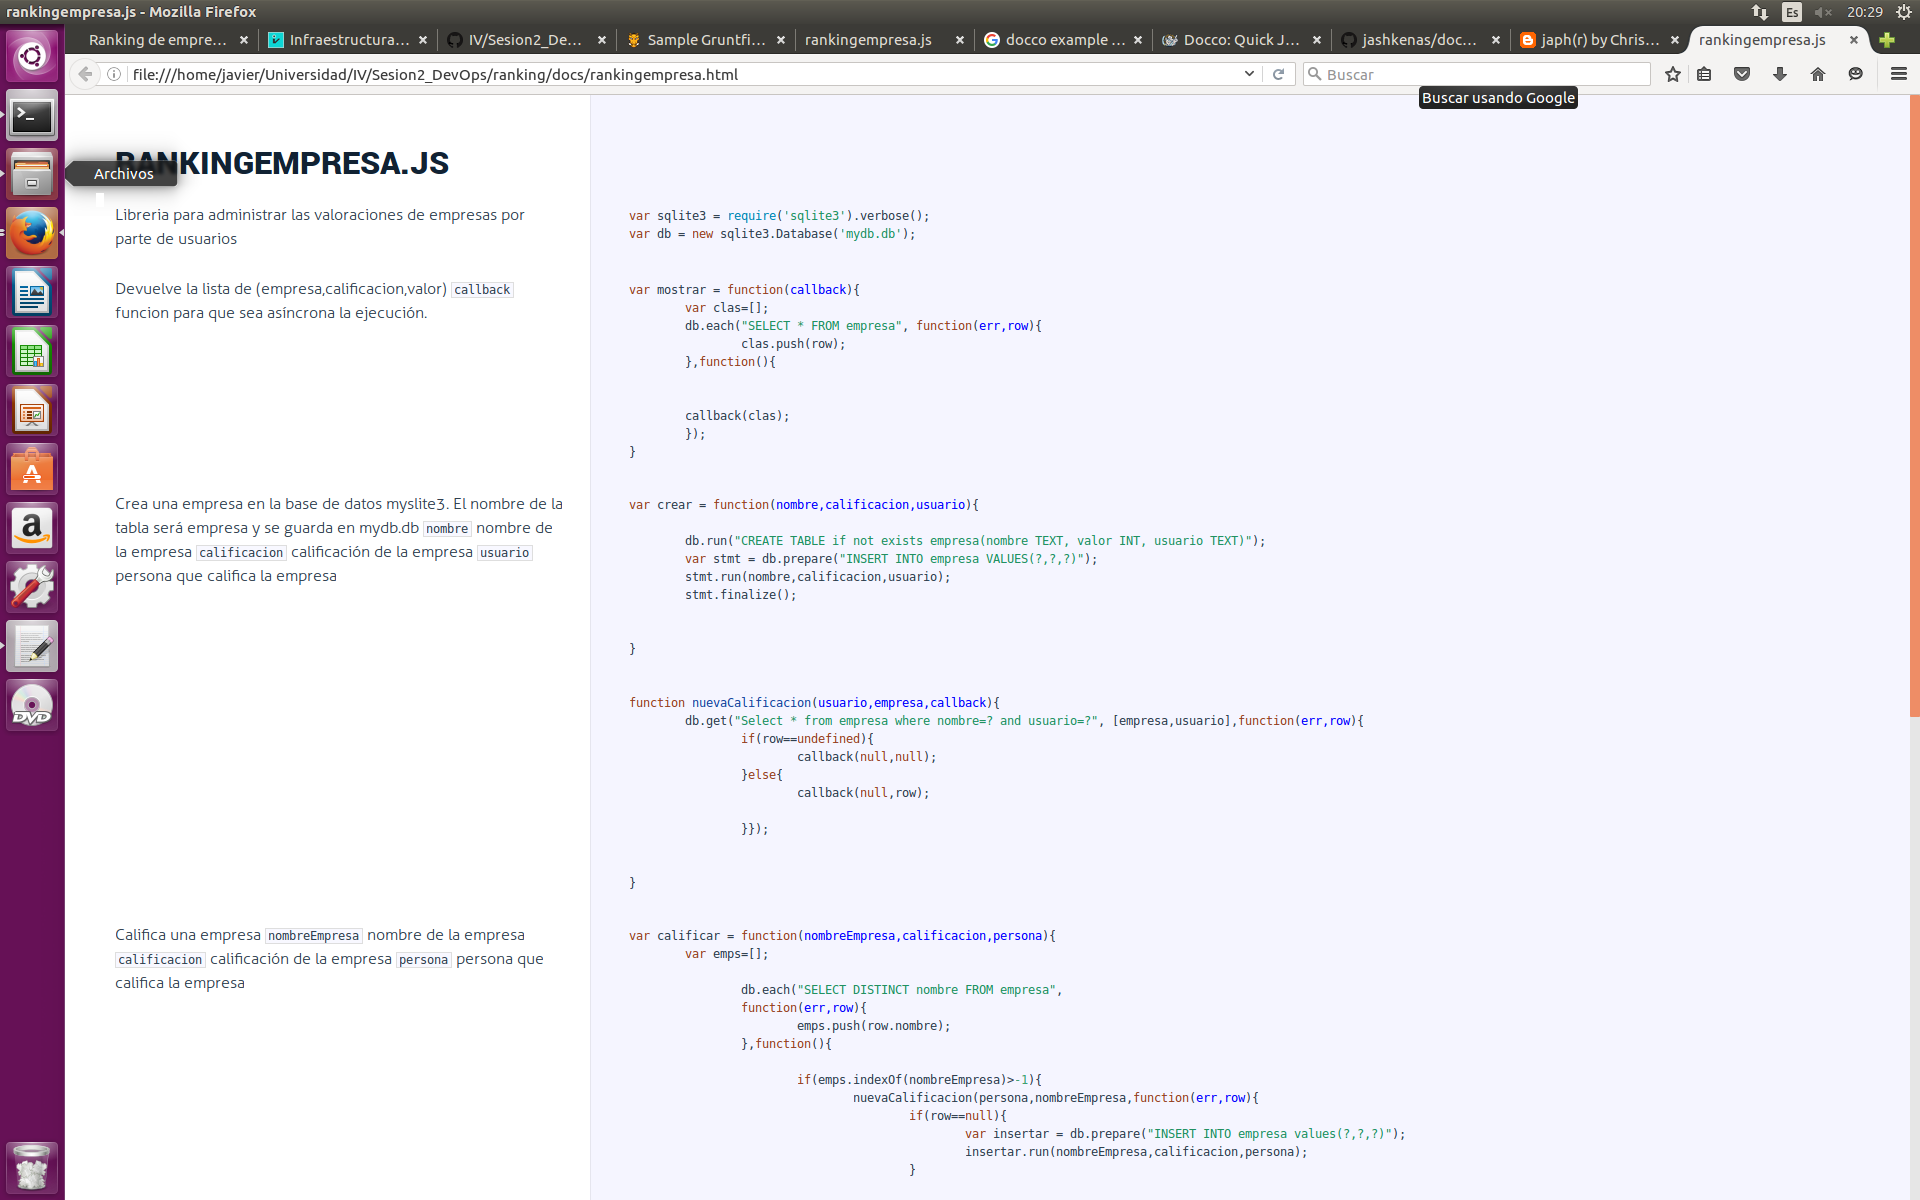 rankingempresa.js - Mozilla Firefox
Es
20:29
Ranking de empre...
Infraestructura...
IV/Sesion2_De...
Sample Gruntfi...
rankingempresa.js
docco example ...
Docco: Quick J...
jashkenas/doc...
japh(r) by Chris...
rankingempresa.js
file:///home/javier/Universidad/IV/Sesion2_DevOps/ranking/docs/rankingempresa.html
Buscar
Buscar usando Google
Archivos
RANKINGEMPRESA.JS
Libreria para administrar las valoraciones de empresas por
parte de usuarios
var sqlite3 = require('sqlite3').verbose();
var db = new sqlite3.Database('mydb.db');
Devuelve la lista de (empresa,calificacion,valor) callback
funcion para que sea asíncrona la ejecución.
var mostrar = function(callback){
var clas=[];
db.each("SELECT * FROM empresa", function(err,row){
clas.push(row);
},function(){
callback(clas);
});
}
Crea una empresa en la base de datos myslite3. El nombre de la
tabla será empresa y se guarda en mydb.db nombre nombre de
la empresa calificacion calificación de la empresa usuario
persona que califica la empresa
var crear = function(nombre,calificacion,usuario){
db.run("CREATE TABLE if not exists empresa(nombre TEXT, valor INT, usuario TEXT)");
var stmt = db.prepare("INSERT INTO empresa VALUES(?,?,?)");
stmt.run(nombre,calificacion,usuario);
stmt.finalize();
}
function nuevaCalificacion(usuario,empresa,callback){
db.get("Select * from empresa where nombre=? and usuario=?", [empresa,usuario],function(err,row){
if(row==undefined){
callback(null,null);
}else{
callback(null,row);
}});
}
Califica una empresa nombreEmpresa nombre de la empresa
calificacion calificación de la empresa persona persona que
califica la empresa
var calificar = function(nombreEmpresa,calificacion,persona){
var emps=[];
db.each("SELECT DISTINCT nombre FROM empresa",
function(err,row){
emps.push(row.nombre);
},function(){
if(emps.indexOf(nombreEmpresa)>-1){
nuevaCalificacion(persona,nombreEmpresa,function(err,row){
if(row==null){
var insertar = db.prepare("INSERT INTO empresa values(?,?,?)");
insertar.run(nombreEmpresa,calificacion,persona);
}
DVD